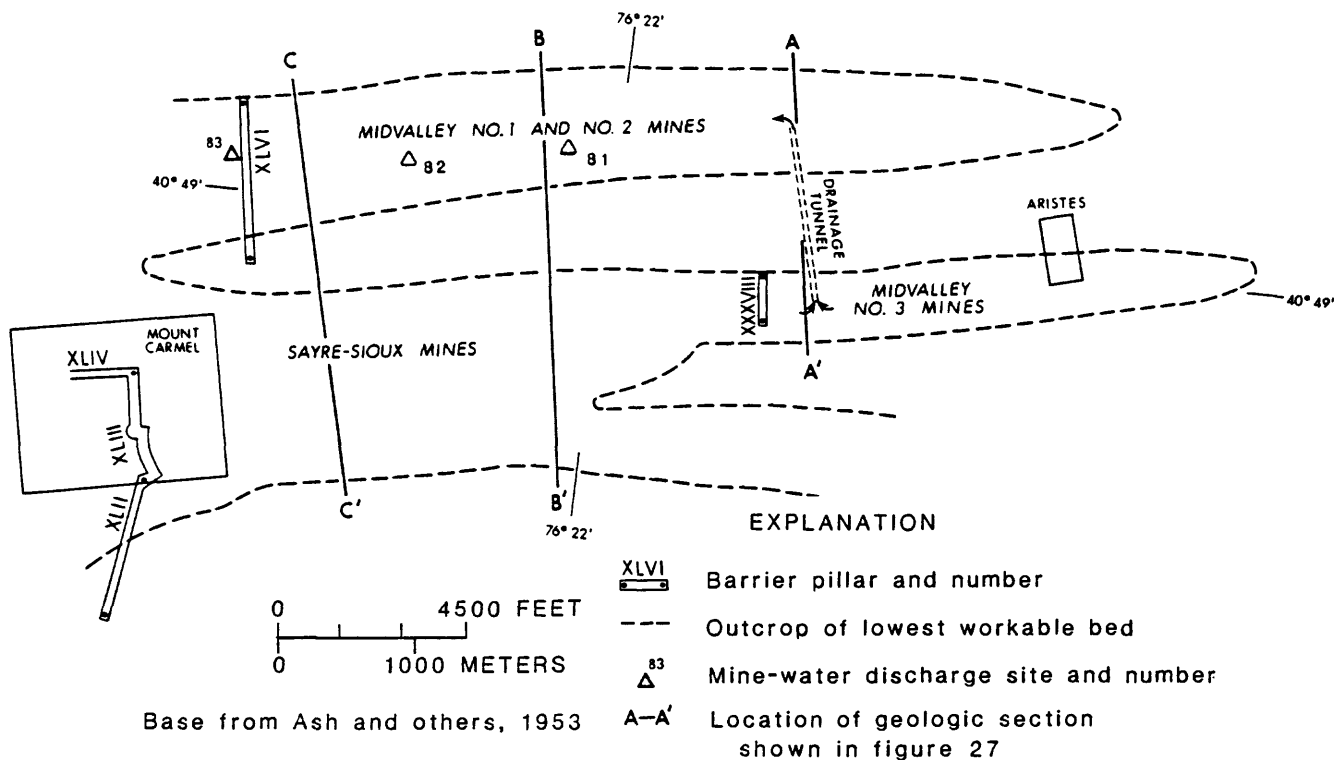 76° 22'
C
B
A
MIDVALLEY NO.1 AND NO.2 MINES
83
XLVI
82
81
40° 49'
DRAINAGE
TUNNEL
ARISTES
XXXVIII
MIDVALLEY
NO. 3 MINES
40° 49'
MOUNT
CARMEL
XLIV
SAYRE-SIOUX MINES
A'
XLIII
XLII
C'
B'
76° 22'
EXPLANATION
XLVI
Barrier pillar and number
0 4500 FEET
Outcrop of lowest workable bed
0 1000 METERS
83
Mine-water discharge site and number
Base from Ash and others, 1953
A-A' Location of geologic section
shown in figure 27